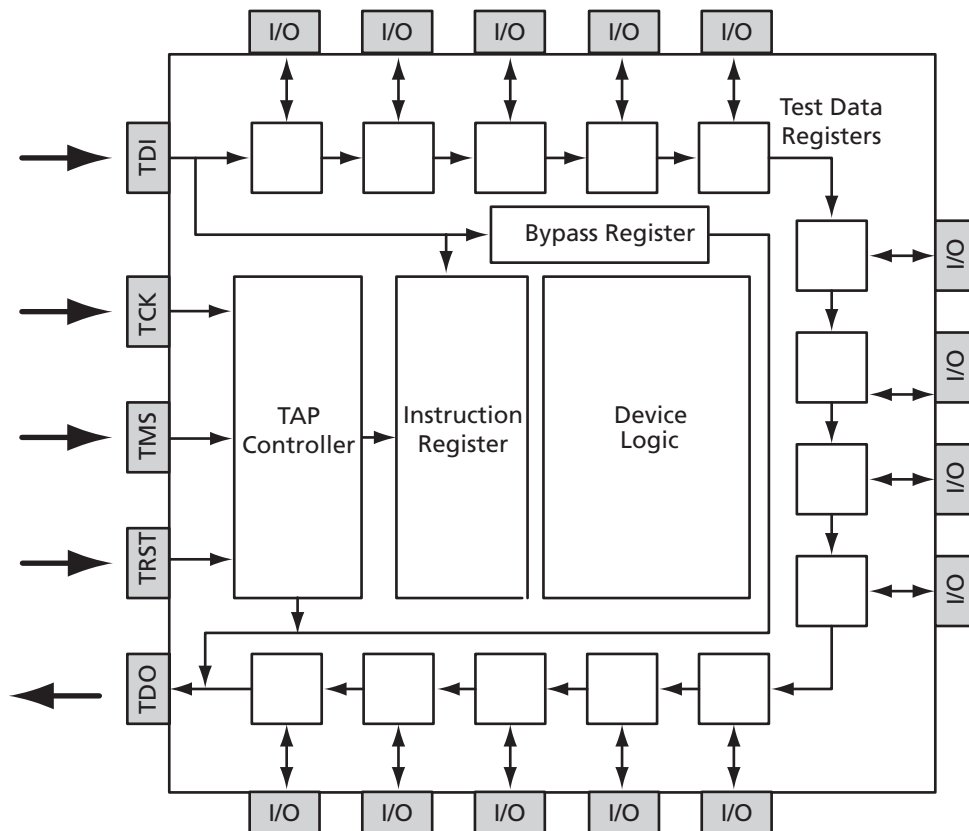 I/O
I/O
I/O
I/O
I/O
Test Data
Registers
TDI
Bypass Register
I/O
TCK
TAP
Controller
Instruction
Register
Device
Logic
I/O
TMS
I/O
TRST
I/O
TDO
I/O
I/O
I/O
I/O
I/O